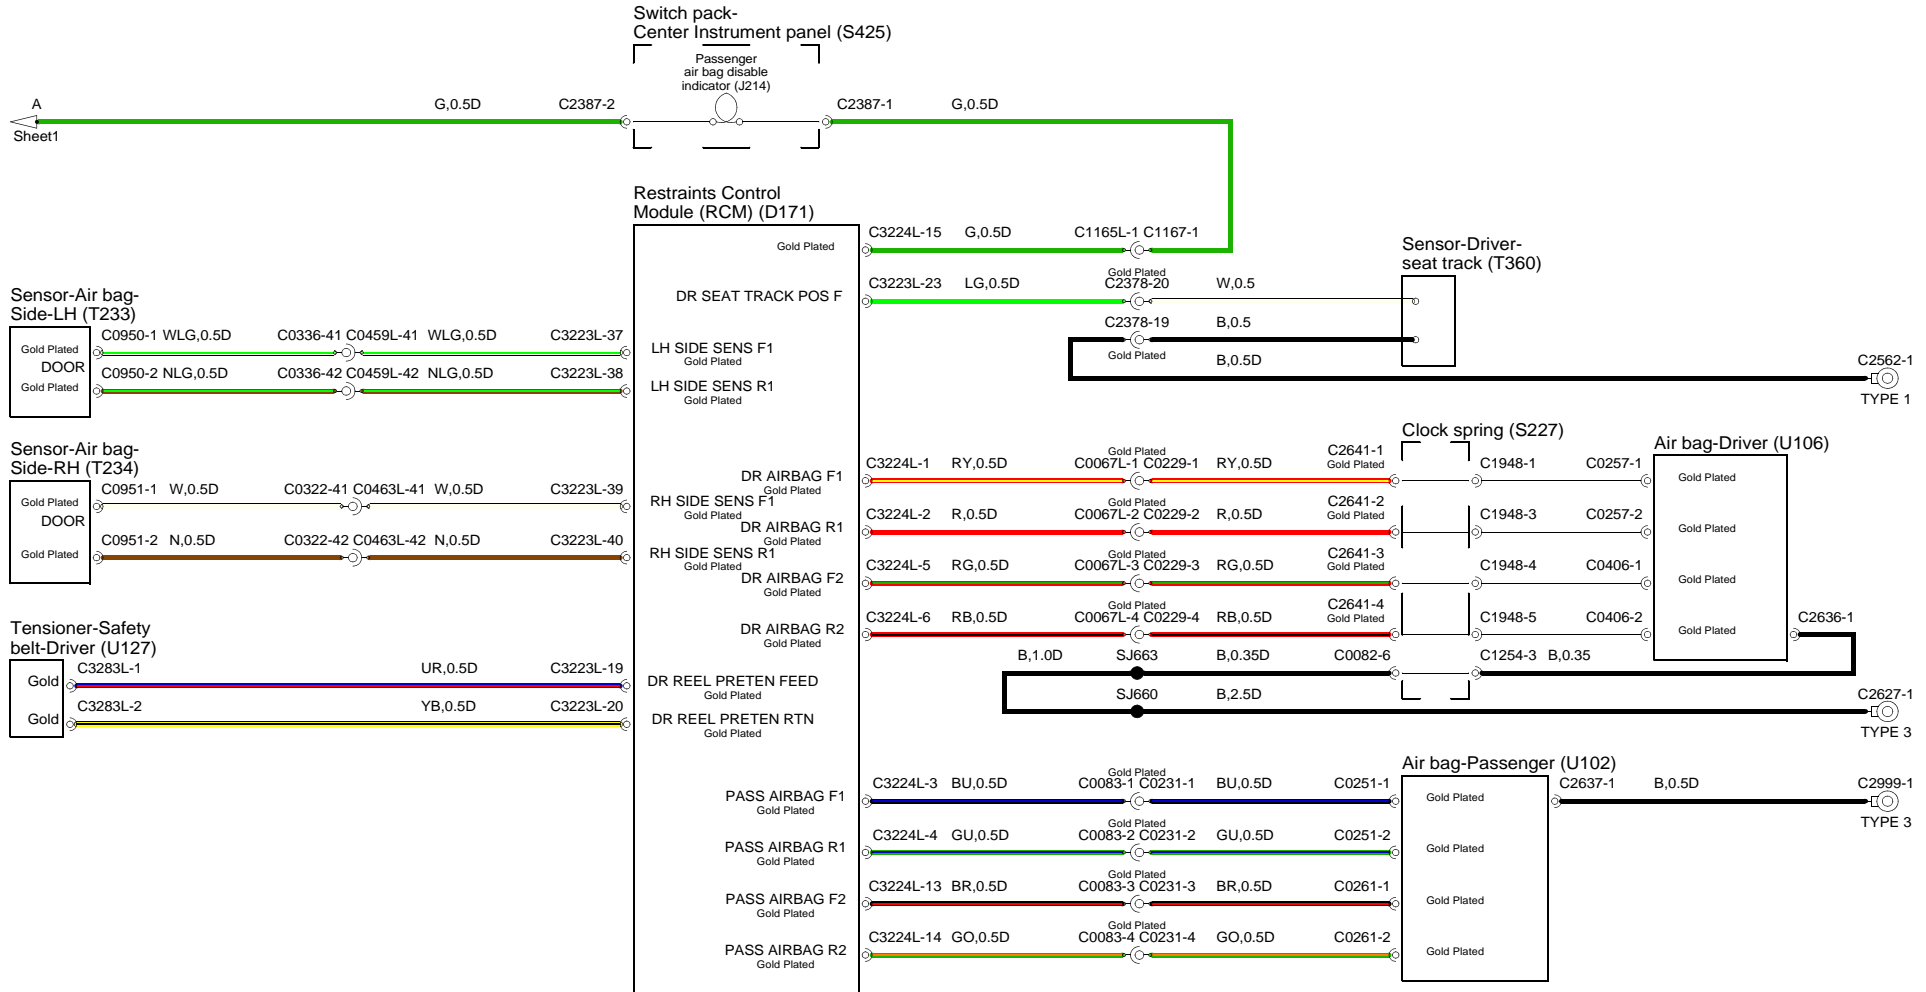 Switch pack-
Center Instrument panel (S425)
Passenger
air bag disable
indicator (J214)
A
G,0.5D
C2387-2
C2387-1
G,0.5D
Sheet1
Restraints Control
Module (RCM) (D171)
Gold Plated
C3224L-15
G,0.5D
C1165L-1
C1167-1
Sensor-Driver-
seat track (T360)
DR SEAT TRACK POS F
C3223L-23
LG,0.5D
Gold Plated
C2378-20
W,0.5
C2378-19
B,0.5
Gold Plated
B,0.5D
C2562-1
TYPE 1
Sensor-Air bag-
Side-LH (T233)
Gold Plated
DOOR
Gold Plated
C0950-1
WLG,0.5D
C0336-41
C0459L-41
WLG,0.5D
C3223L-37
LH SIDE SENS F1
Gold Plated
C0950-2
NLG,0.5D
C0336-42
C0459L-42
NLG,0.5D
C3223L-38
LH SIDE SENS R1
Gold Plated
Sensor-Air bag-
Side-RH (T234)
Gold Plated
DOOR
Gold Plated
C0951-1
W,0.5D
C0322-41
C0463L-41
W,0.5D
C3223L-39
RH SIDE SENS F1
Gold Plated
C0951-2
N,0.5D
C0322-42
C0463L-42
N,0.5D
C3223L-40
RH SIDE SENS R1
Gold Plated
Clock spring (S227)
Air bag-Driver (U106)
DR AIRBAG F1
Gold Plated
C3224L-1
RY,0.5D
Gold Plated
C0067L-1
C0229-1
RY,0.5D
C2641-1
Gold Plated
C1948-1
C0257-1
Gold Plated
DR AIRBAG R1
Gold Plated
C3224L-2
R,0.5D
Gold Plated
C0067L-2
C0229-2
R,0.5D
C2641-2
Gold Plated
C1948-3
C0257-2
Gold Plated
DR AIRBAG F2
Gold Plated
C3224L-5
RG,0.5D
Gold Plated
C0067L-3
C0229-3
RG,0.5D
C2641-3
Gold Plated
C1948-4
C0406-1
Gold Plated
DR AIRBAG R2
C3224L-6
RB,0.5D
Gold Plated
C0067L-4
C0229-4
RB,0.5D
C2641-4
Gold Plated
C1948-5
C0406-2
Gold Plated
C2636-1
B,1.0D
SJ663
B,0.35D
C0082-6
C1254-3
B,0.35
SJ660
B,2.5D
C2627-1
TYPE 3
Tensioner-Safety
belt-Driver (U127)
Gold
Gold
C3283L-1
UR,0.5D
C3223L-19
DR REEL PRETEN FEED
Gold Plated
C3283L-2
YB,0.5D
C3223L-20
DR REEL PRETEN RTN
Gold Plated
Air bag-Passenger (U102)
PASS AIRBAG F1
Gold Plated
C3224L-3
BU,0.5D
Gold Plated
C0083-1
C0231-1
BU,0.5D
C0251-1
Gold Plated
C2637-1
B,0.5D
C2999-1
TYPE 3
PASS AIRBAG R1
Gold Plated
C3224L-4
GU,0.5D
Gold Plated
C0083-2
C0231-2
GU,0.5D
C0251-2
Gold Plated
PASS AIRBAG F2
Gold Plated
C3224L-13
BR,0.5D
Gold Plated
C0083-3
C0231-3
BR,0.5D
C0261-1
Gold Plated
PASS AIRBAG R2
Gold Plated
C3224L-14
GO,0.5D
Gold Plated
C0083-4
C0231-4
GO,0.5D
C0261-2
Gold Plated